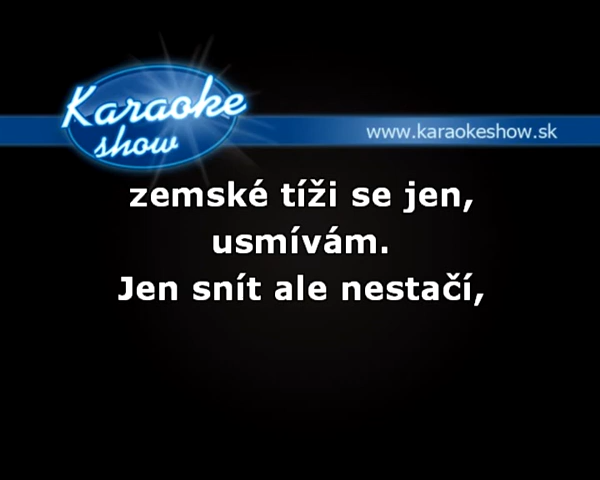 Karaoke
show
www.karaokeshow.sk
zemské tíži se jen,
usmívám.
Jen snít ale nestačí,